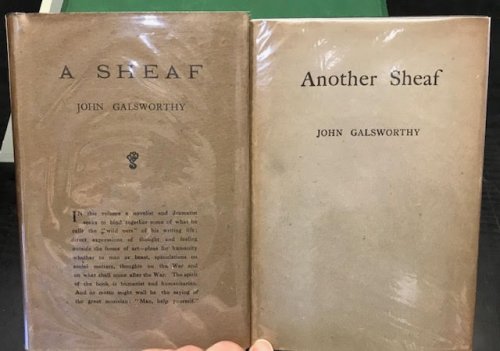 A SHEAF
JOHN GALSWORTHY
In this volume a novelist and dramatist
seeks to bind together some of what he
calls the "wild oats" of his writing life;
direct expressions of thought and feeling
outside the forms of art—pleas for humanity
whether to man or beast, speculations on
social matters, thoughts on the War and
on what shall come after the War. The spirit
of the book is humanist and humanitarian.
And as motto might well be the saying of
the great musician: "Man, help yourself."
Another Sheaf
JOHN GALSWORTHY